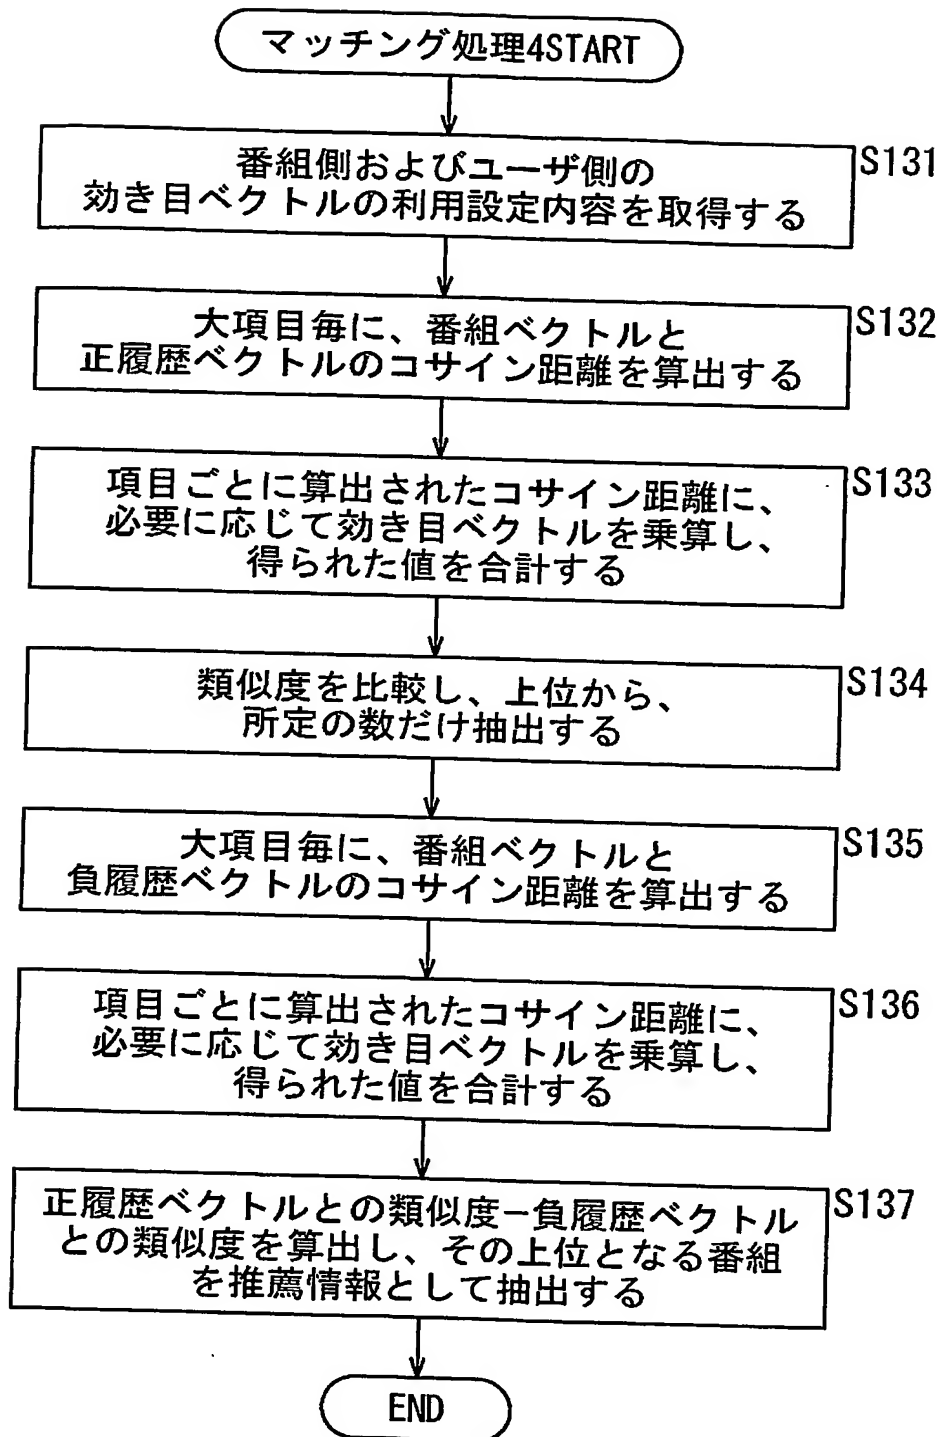 マッチング処理4START
番組側およびユーザ側の
効き目ベクトルの利用設定内容を取得する
S131
大項目毎に、番組ベクトルと
正履歴ベクトルのコサイン距離を算出する
S132
項目ごとに算出されたコサイン距離に、
必要に応じて効き目ベクトルを乗算し、
得られた値を合計する
S133
類似度を比較し、上位から、
所定の数だけ抽出する
S134
大項目毎に、番組ベクトルと
負履歴ベクトルのコサイン距離を算出する
S135
項目ごとに算出されたコサイン距離に、
必要に応じて効き目ベクトルを乗算し、
得られた値を合計する
S136
正履歴ベクトルとの類似度−負履歴ベクトル
との類似度を算出し、その上位となる番組
を推薦情報として抽出する
S137
END